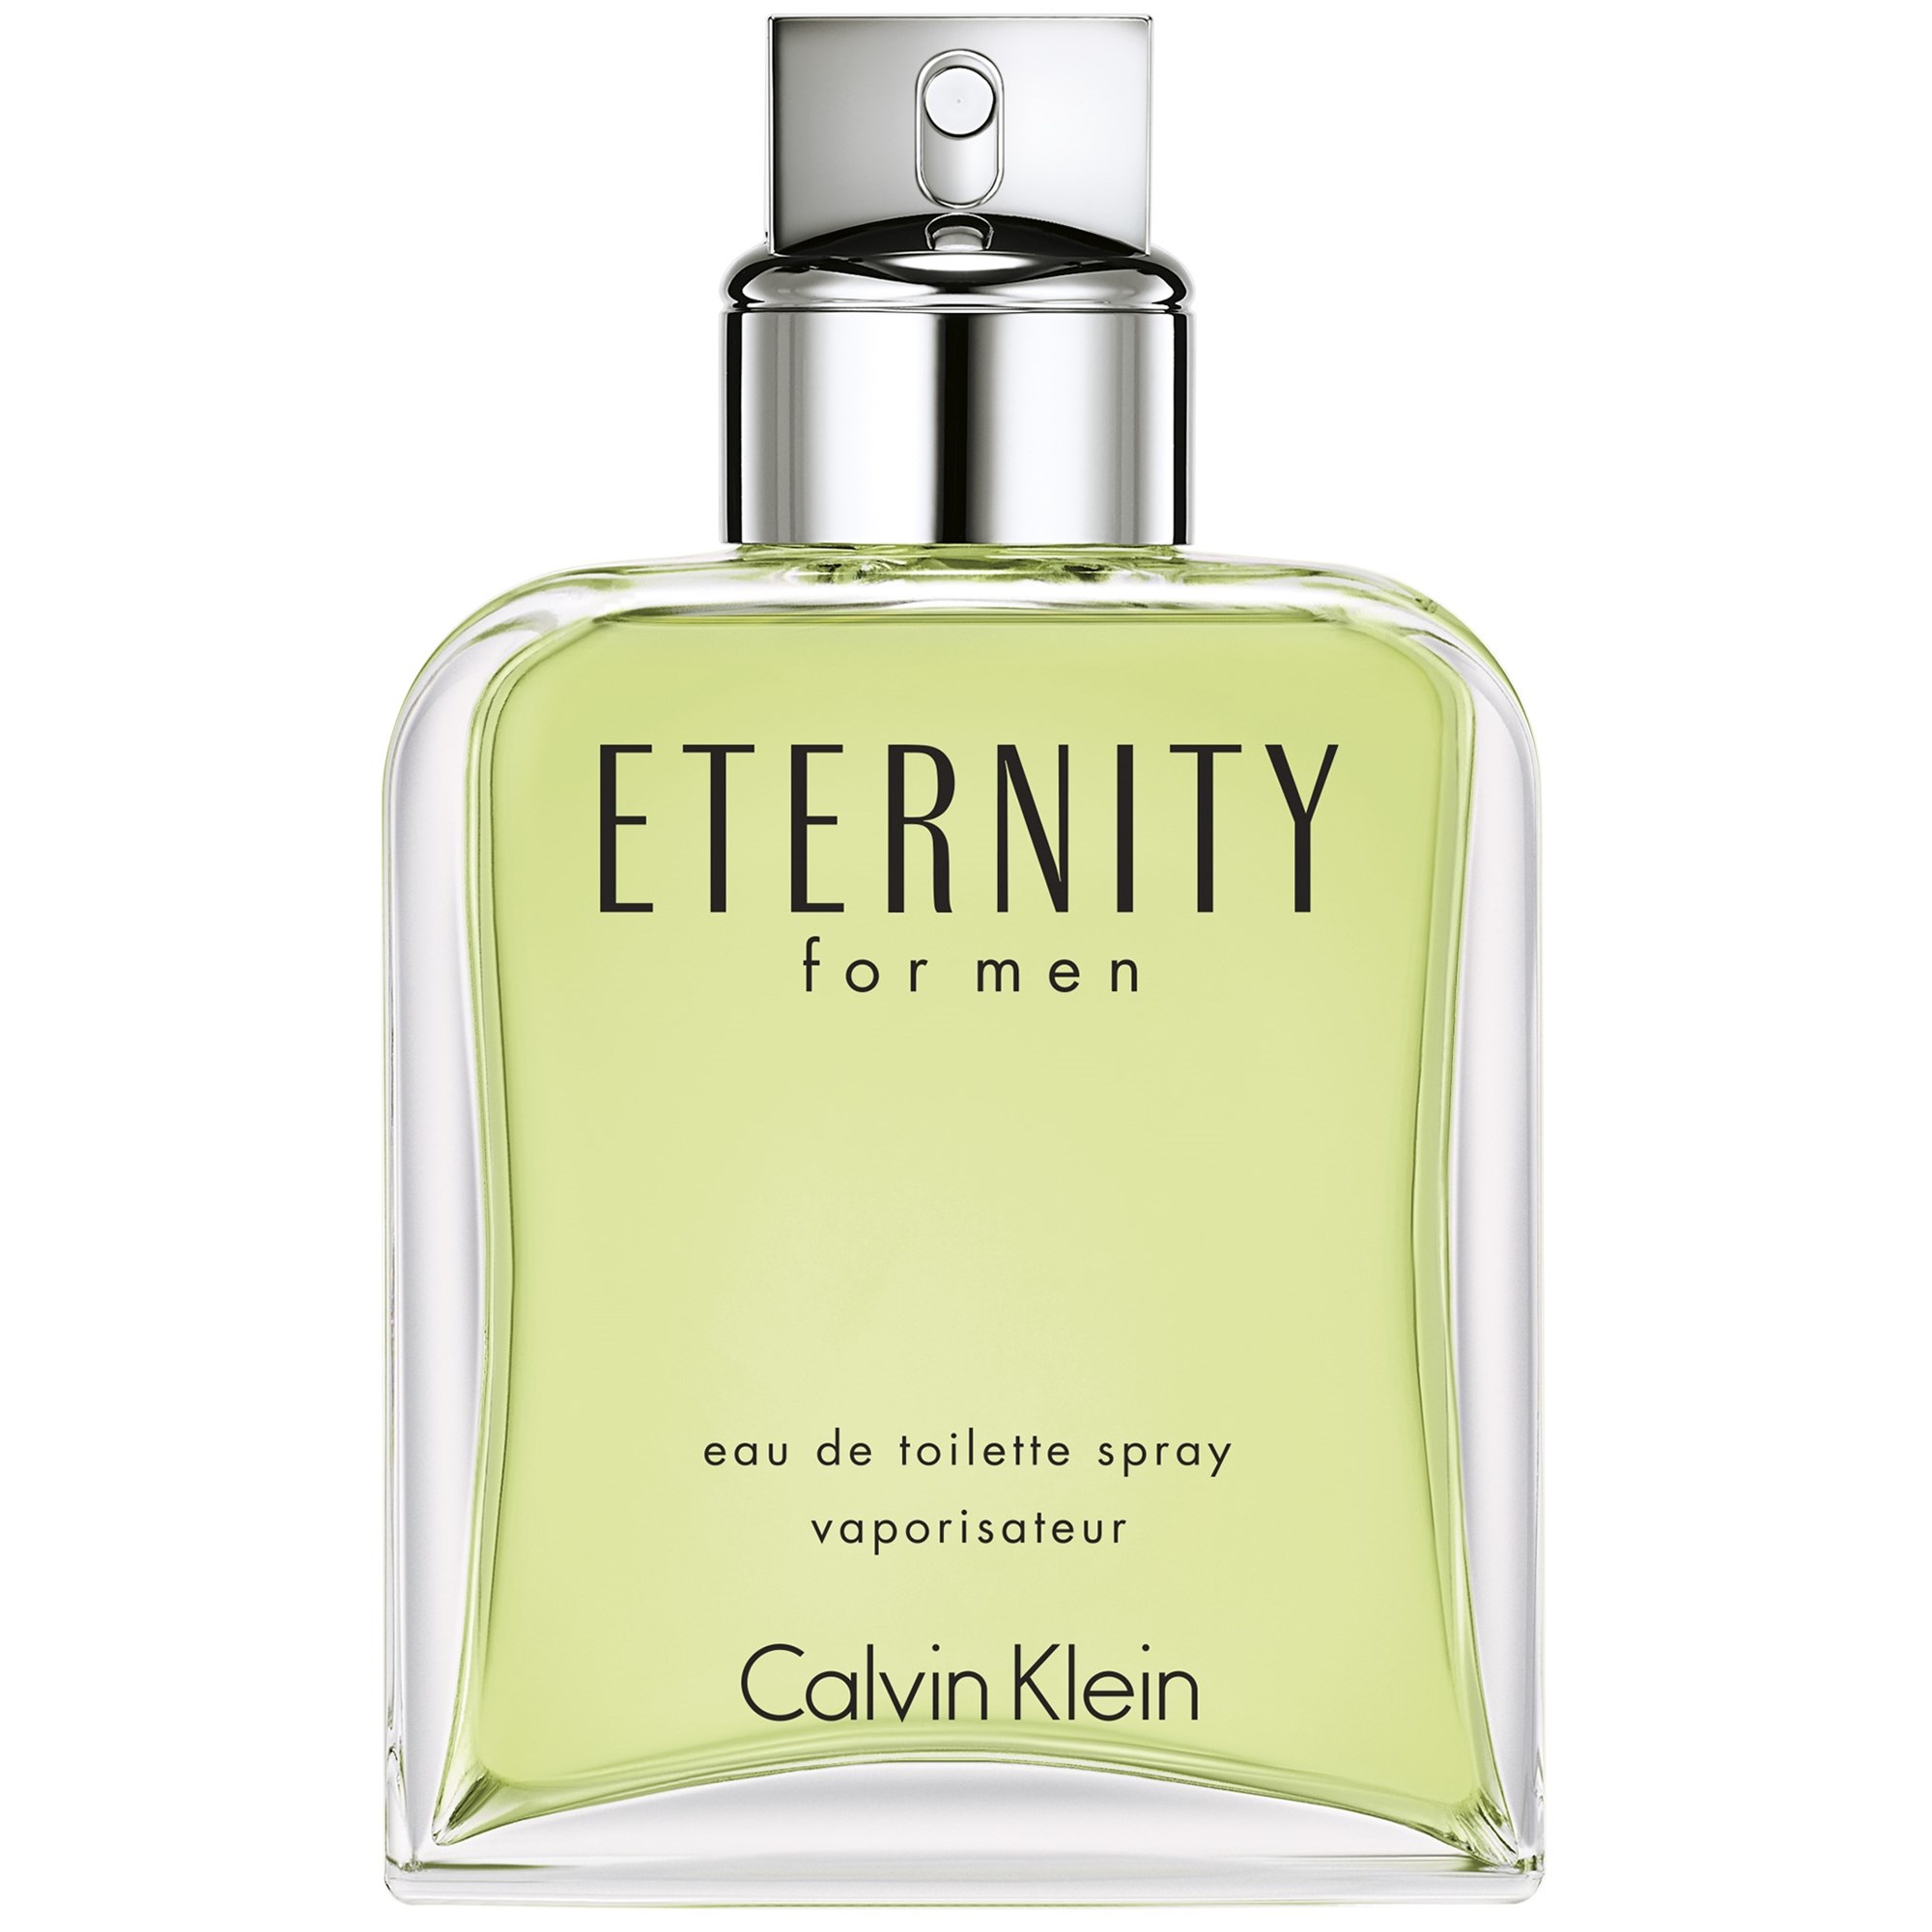 ETERNITY
for men
eau de toilette spray
vaporisateur
Calvin Klein